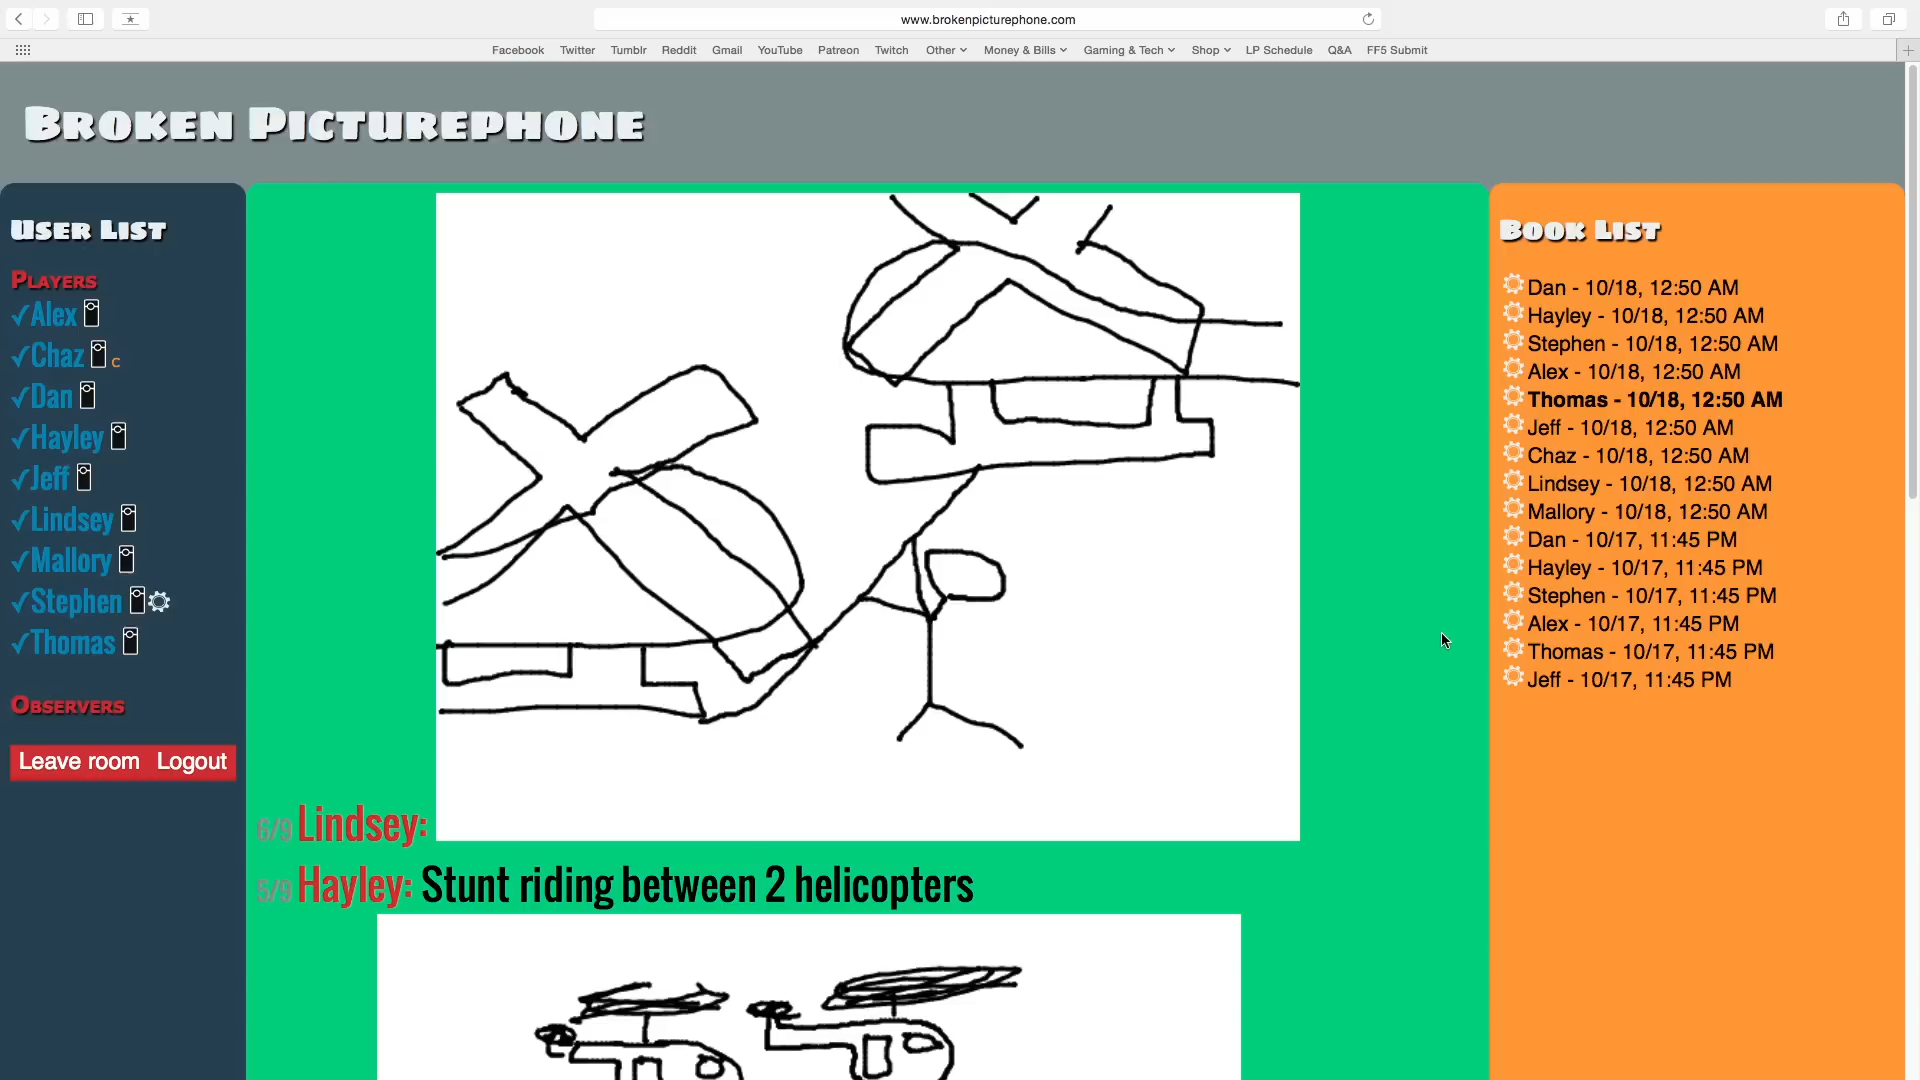 www.brokenpicturephone.com
Facebook Twitter Tumblr Reddit Gmail YouTube Patreon Twitch Other Money & Bills Gaming & Tech Shop LP Schedule Q&A FF5 Submit
Broken Picturephone
User List
Players
✓Alex
✓Chaz c
✓Dan
✓Hayley
✓Jeff
✓Lindsey
✓Mallory
✓Stephen
✓Thomas
Observers
Leave room Logout
6/9 Lindsey:
5/9 Hayley: Stunt riding between 2 helicopters
Book List
Dan - 10/18, 12:50 AM
Hayley - 10/18, 12:50 AM
Stephen - 10/18, 12:50 AM
Alex - 10/18, 12:50 AM
Thomas - 10/18, 12:50 AM
Jeff - 10/18, 12:50 AM
Chaz - 10/18, 12:50 AM
Lindsey - 10/18, 12:50 AM
Mallory - 10/18, 12:50 AM
Dan - 10/17, 11:45 PM
Hayley - 10/17, 11:45 PM
Stephen - 10/17, 11:45 PM
Alex - 10/17, 11:45 PM
Thomas - 10/17, 11:45 PM
Jeff - 10/17, 11:45 PM